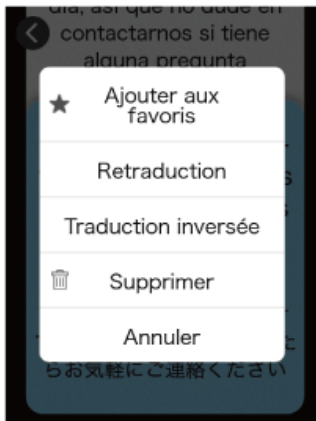 día, así que no dude en
contactarnos si tiene
alguna pregunta
Ajouter aux
favoris
Retraduction
Traduction inversée
Supprimer
Annuler
らお気軽にご連絡ください